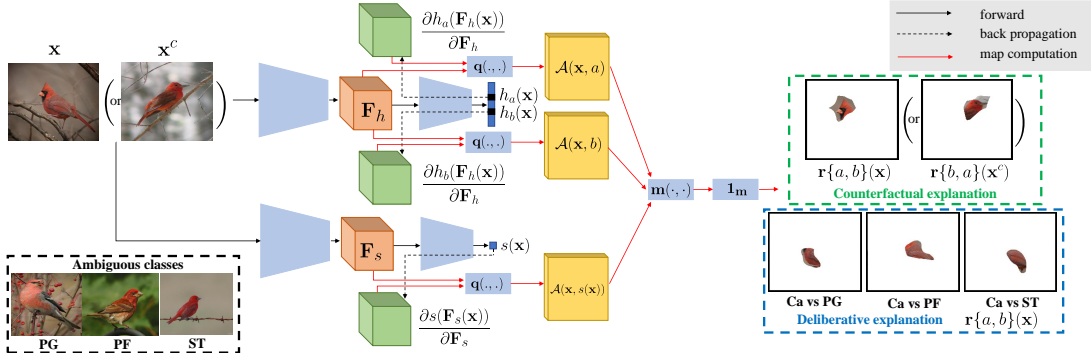 x
x^c
( or )
∂h_a(F_h(x))
∂F_h
q(.,.)
A(x, a)
F_h
h_a(x)
h_b(x)
q(.,.)
A(x, b)
∂h_b(F_h(x))
∂F_h
F_s
s(x)
q(.,.)
A(x, s(x))
∂s(F_s(x))
∂F_s
m(·, ·)
1_m
forward
back propagation
map computation
( or )
r{a, b}(x)
r{b, a}(x^c)
Counterfactual explanation
Ca vs PG
Ca vs PF
Ca vs ST
Deliberative explanation
r{a, b}(x)
Ambiguous classes
PG
PF
ST